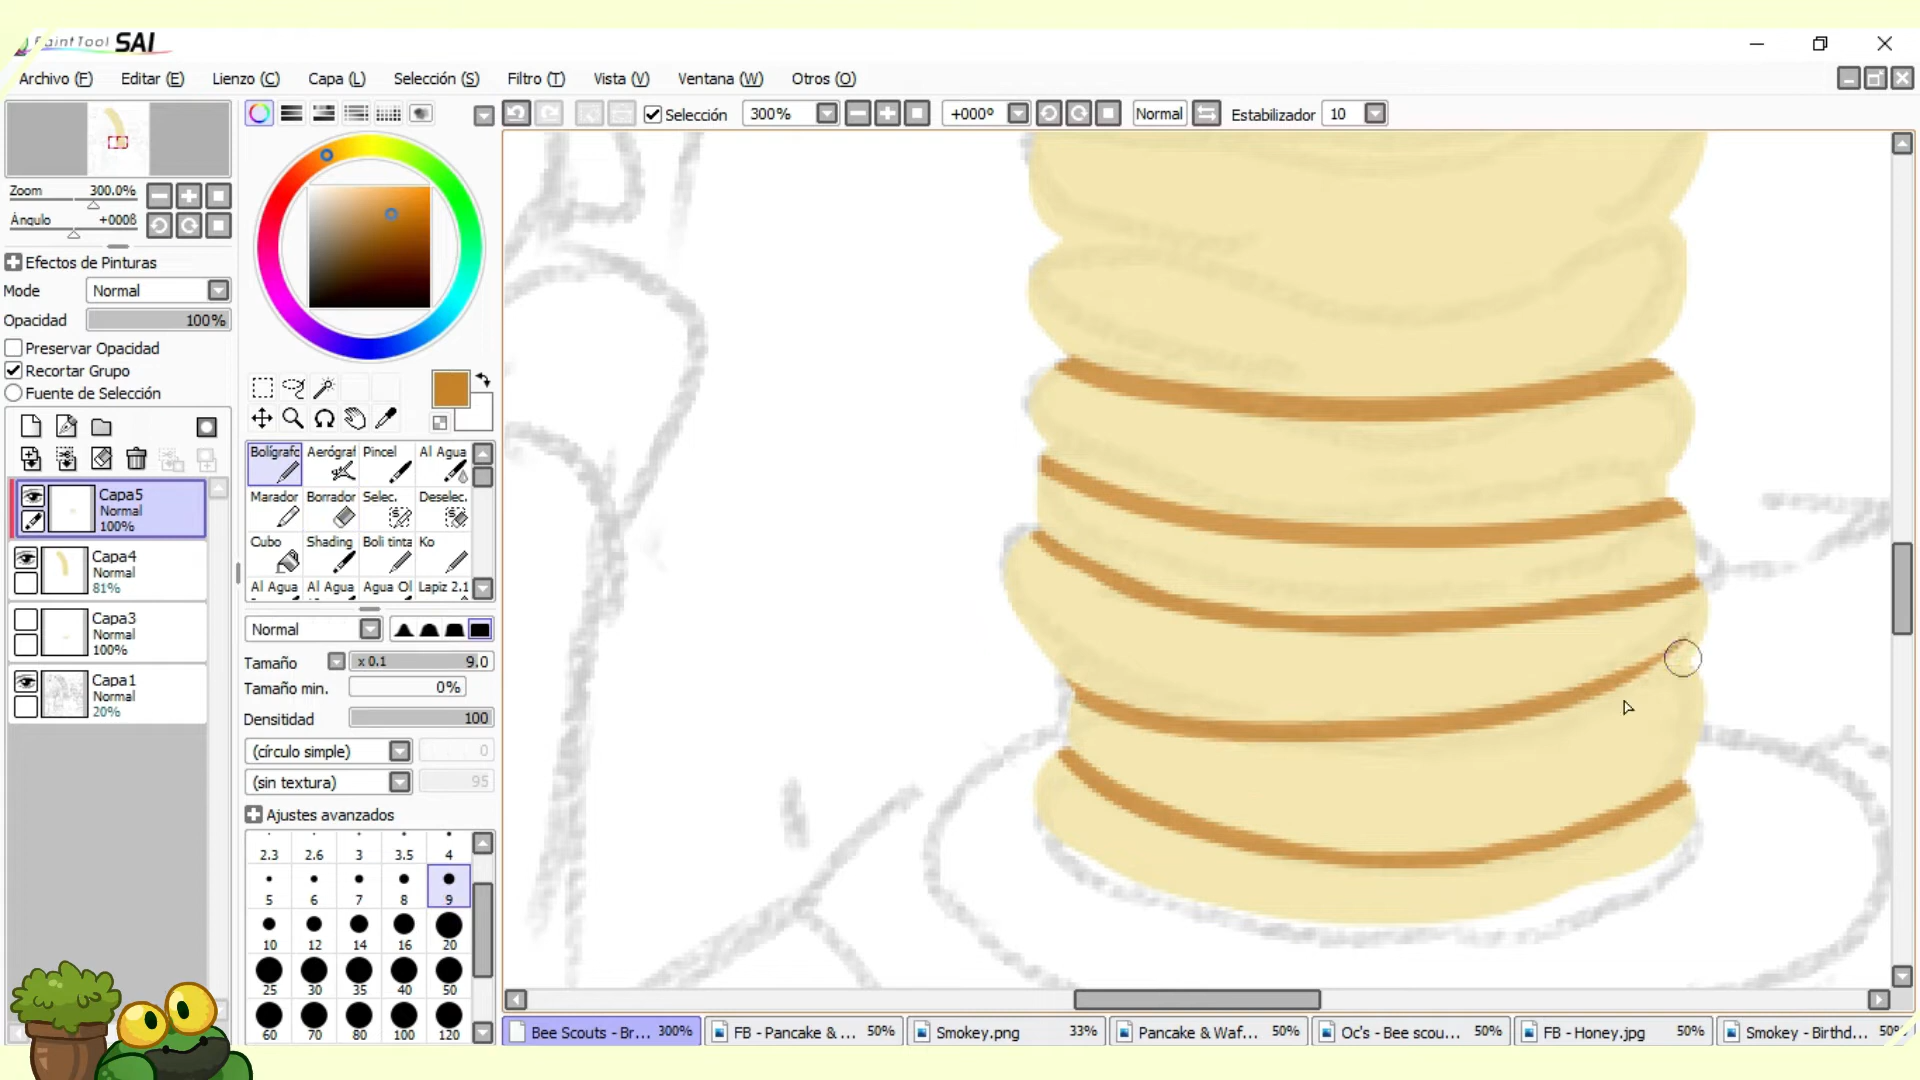 PaintTool SAI
Archivo (F) Editar (E) Lienzo (C) Capa (L) Selección (S) Filtro (T) Vista (V) Ventana (W) Otros (O)
Selección 300% +000º Normal Estabilizador 10
Zoom 300.0%
Ángulo +000ß
Efectos de Pinturas
Mode Normal
Opacidad 100%
Preservar Opacidad
Recortar Grupo
Fuente de Selección
Capa5
Normal
100%
Capa4
Normal
81%
Capa3
Normal
100%
Capa1
Normal
20%
Bolígrafc Aerógraf Pincel Al Agua
Marador Borrador Selec. Deselec.
Cubo Shading Boli tinta Ko
Al Agua Al Agua Agua Ol Lapiz 2.1
Normal
Tamaño x 0.1 9.0
Tamaño min. 0%
Densitidad 100
(círculo simple) 0
(sin textura) 95
Ajustes avanzados
2.3 2.6 3 3.5 4
5 6 7 8 9
10 12 14 16 20
25 30 35 40 50
60 70 80 100 120
Bee Scouts - Br... 300% FB - Pancake & ... 50% Smokey.png 33% Pancake & Waf... 50% Oc's - Bee scou... 50% FB - Honey.jpg 50% Smokey - Birthd... 50%